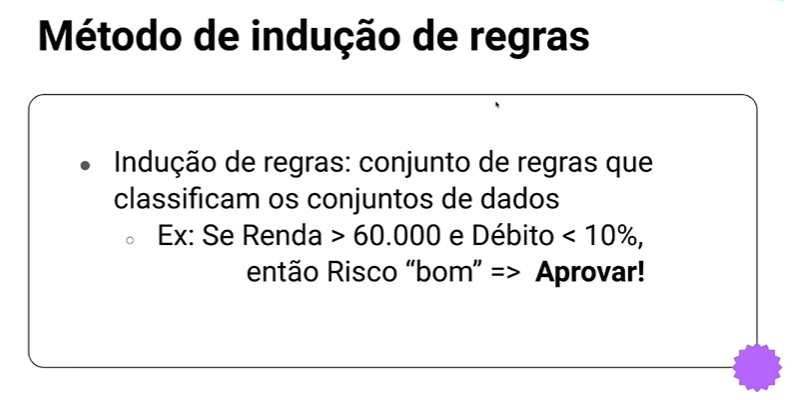 Método de indução de regras
● Indução de regras: conjunto de regras que
classificam os conjuntos de dados
○ Ex: Se Renda > 60.000 e Débito < 10%,
então Risco “bom” => Aprovar!